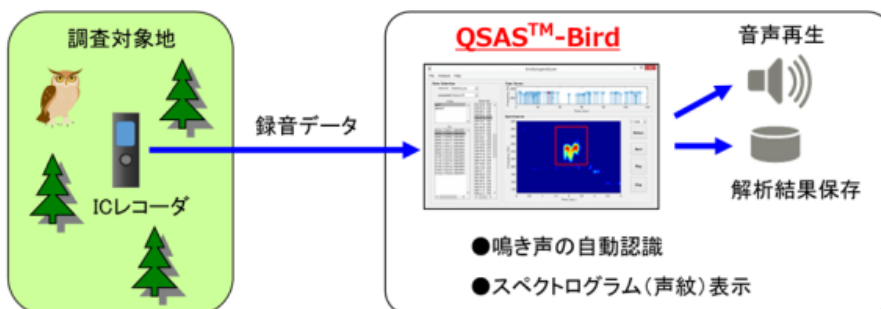 調査対象地
ICレコーダ
録音データ
QSAS™-Bird
音声再生
解析結果保存
●鳴き声の自動認識
●スペクトログラム(声紋)表示